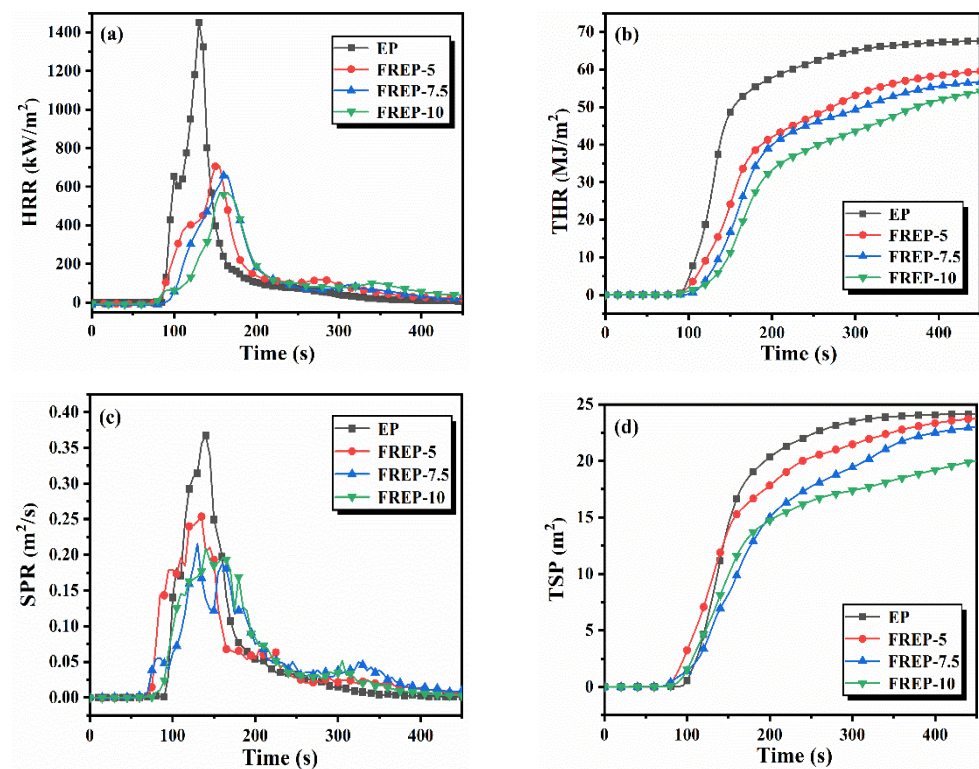 (a)
EP
FREP-5
FREP-7.5
FREP-10
HRR (kW/m²)
1400
1200
1000
800
600
400
200
0
0 100 200 300 400
Time (s)
(b)
EP
FREP-5
FREP-7.5
FREP-10
THR (MJ/m²)
70
60
50
40
30
20
10
0
0 100 200 300 400
Time (s)
(c)
EP
FREP-5
FREP-7.5
FREP-10
SPR (m²/s)
0.40
0.35
0.30
0.25
0.20
0.15
0.10
0.05
0.00
0 100 200 300 400
Time (s)
(d)
EP
FREP-5
FREP-7.5
FREP-10
TSP (m²)
25
20
15
10
5
0
0 100 200 300 400
Time (s)